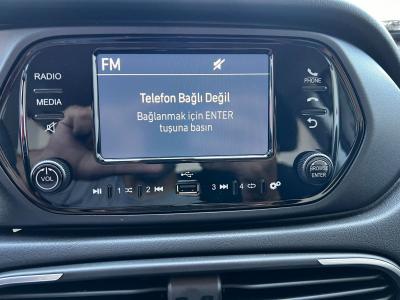 FM
RADIO
Telefon Bağlı Değil
PHONE
MEDIA
Bağlanmak için ENTER
tuşuna basın
VOL
1
2
3
4
BROWSE
ENTER